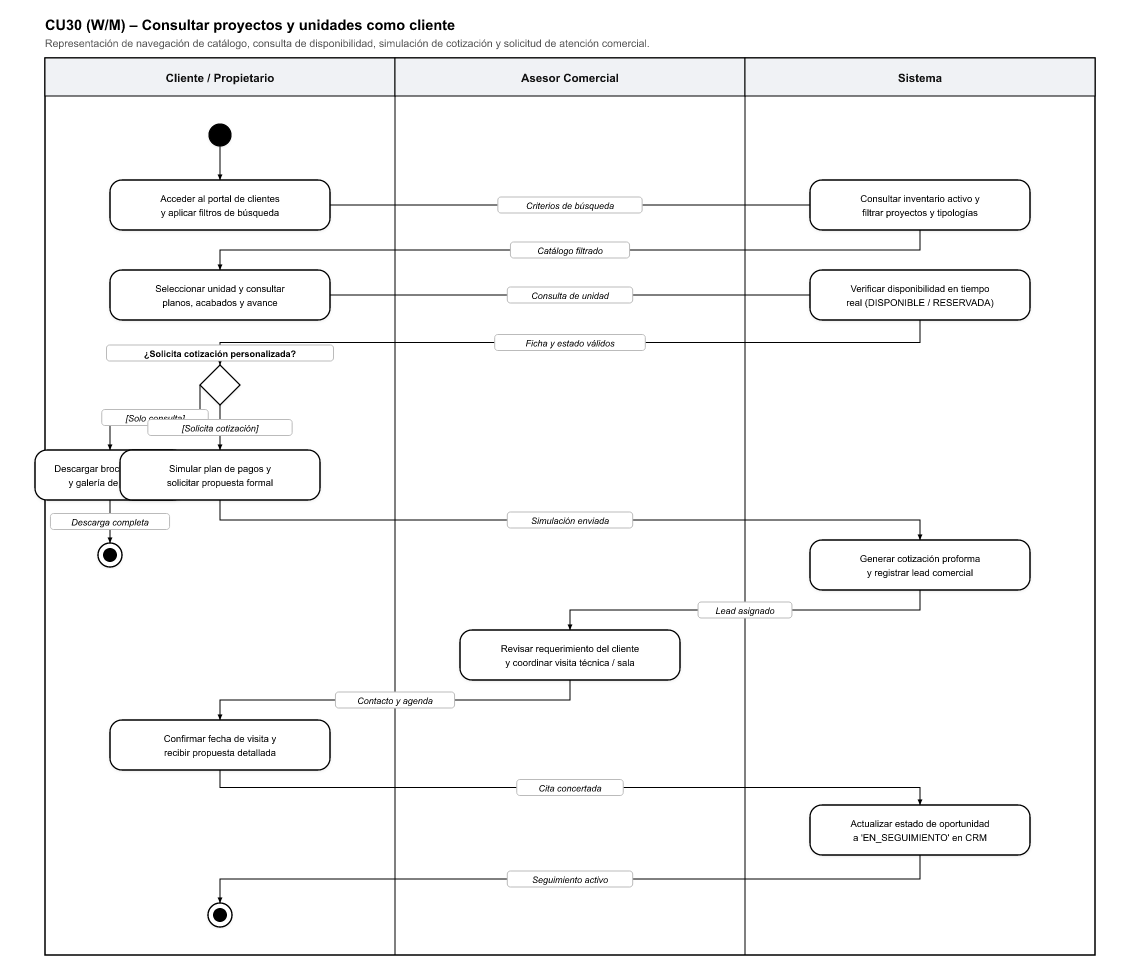 CU30 (W/M) – Consultar proyectos y unidades como cliente
Representación de navegación de catálogo, consulta de disponibilidad, simulación de cotización y solicitud de atención comercial.
Cliente / Propietario
Asesor Comercial
Sistema
Acceder al portal de clientes
y aplicar filtros de búsqueda
Criterios de búsqueda
Consultar inventario activo y
filtrar proyectos y tipologías
Catálogo filtrado
Seleccionar unidad y consultar
planos, acabados y avance
Consulta de unidad
Verificar disponibilidad en tiempo
real (DISPONIBLE / RESERVADA)
Ficha y estado válidos
¿Solicita cotización personalizada?
[Solo consulta]
[Solicita cotización]
Descargar
y galería de
Simular plan de pagos y
solicitar propuesta formal
Descarga completa
Simulación enviada
Generar cotización proforma
y registrar lead comercial
Lead asignado
Revisar requerimiento del cliente
y coordinar visita técnica / sala
Contacto y agenda
Confirmar fecha de visita y
recibir propuesta detallada
Cita concertada
Actualizar estado de oportunidad
a 'EN_SEGUIMIENTO' en CRM
Seguimiento activo